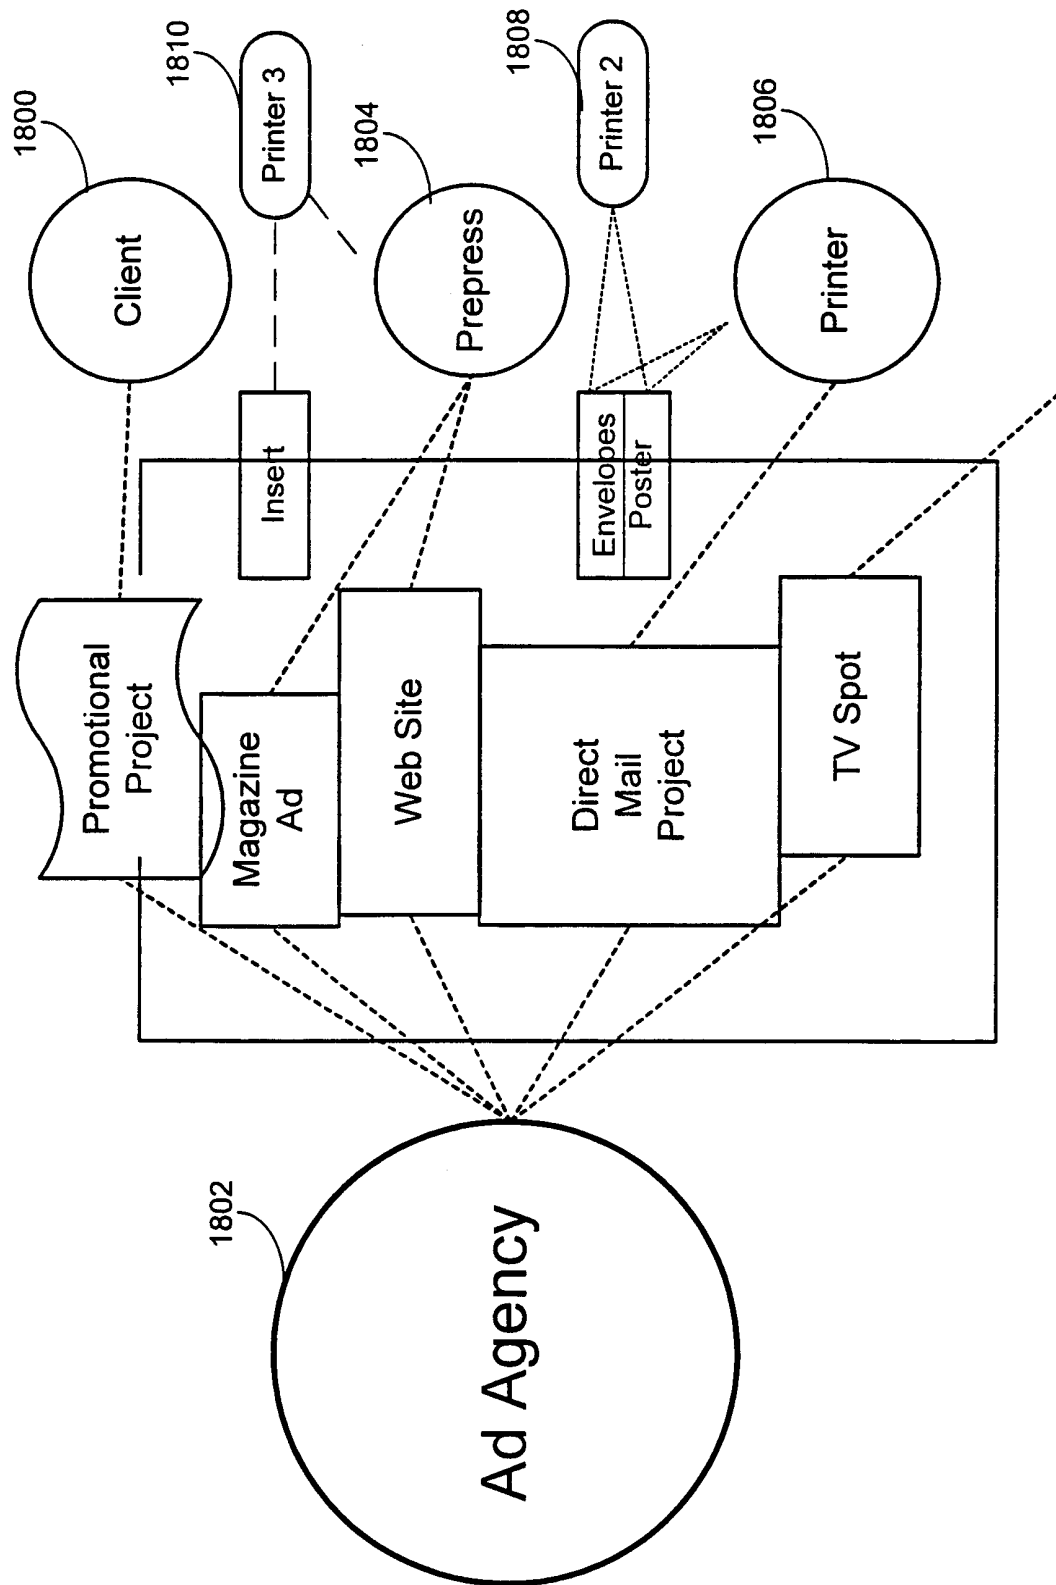 1800
Client
1810
Printer 3
1804
Prepress
1808
Printer 2
1806
Printer
Insert
Envelopes
Poster
Promotional
Project
Magazine
Ad
Web Site
Direct
Mail
Project
TV Spot
1802
Ad Agency